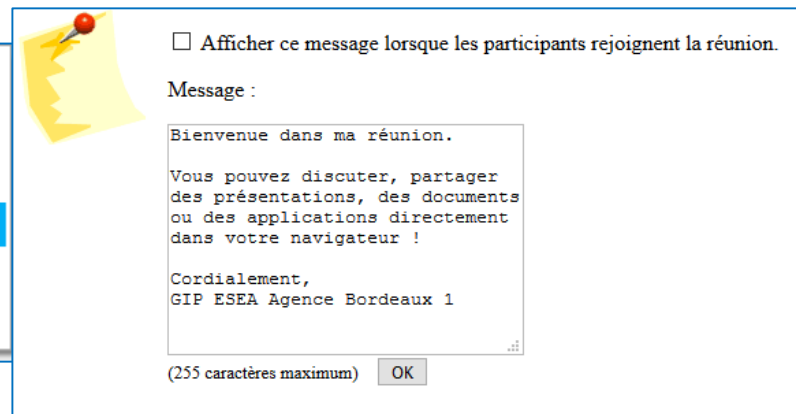 Afficher ce message lorsque les participants rejoignent la réunion.
Message :
Bienvenue dans ma réunion.
Vous pouvez discuter, partager
des présentations, des documents
ou des applications directement
dans votre navigateur !
Cordialement,
GIP ESEA Agence Bordeaux 1
(255 caractères maximum) OK